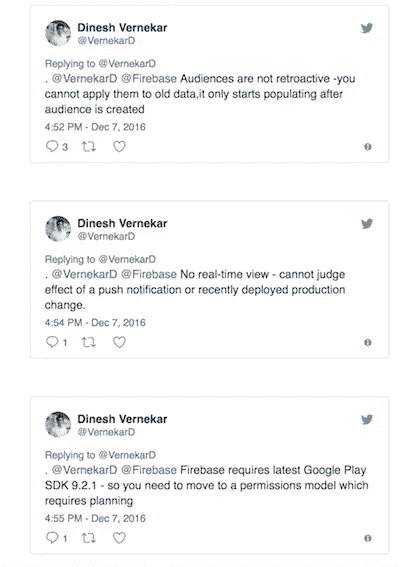 Dinesh Vernekar
@VernekarD
Replying to @VernekarD
. @VernekarD @Firebase Audiences are not retroactive -you
cannot apply them to old data,it only starts populating after
audience is created
4:52 PM - Dec 7, 2016
3
Dinesh Vernekar
@VernekarD
Replying to @VernekarD
. @VernekarD @Firebase No real-time view - cannot judge
effect of a push notification or recently deployed production
change.
4:54 PM - Dec 7, 2016
1
Dinesh Vernekar
@VernekarD
Replying to @VernekarD
. @VernekarD @Firebase Firebase requires latest Google Play
SDK 9.2.1 - so you need to move to a permissions model which
requires planning
4:55 PM - Dec 7, 2016
1